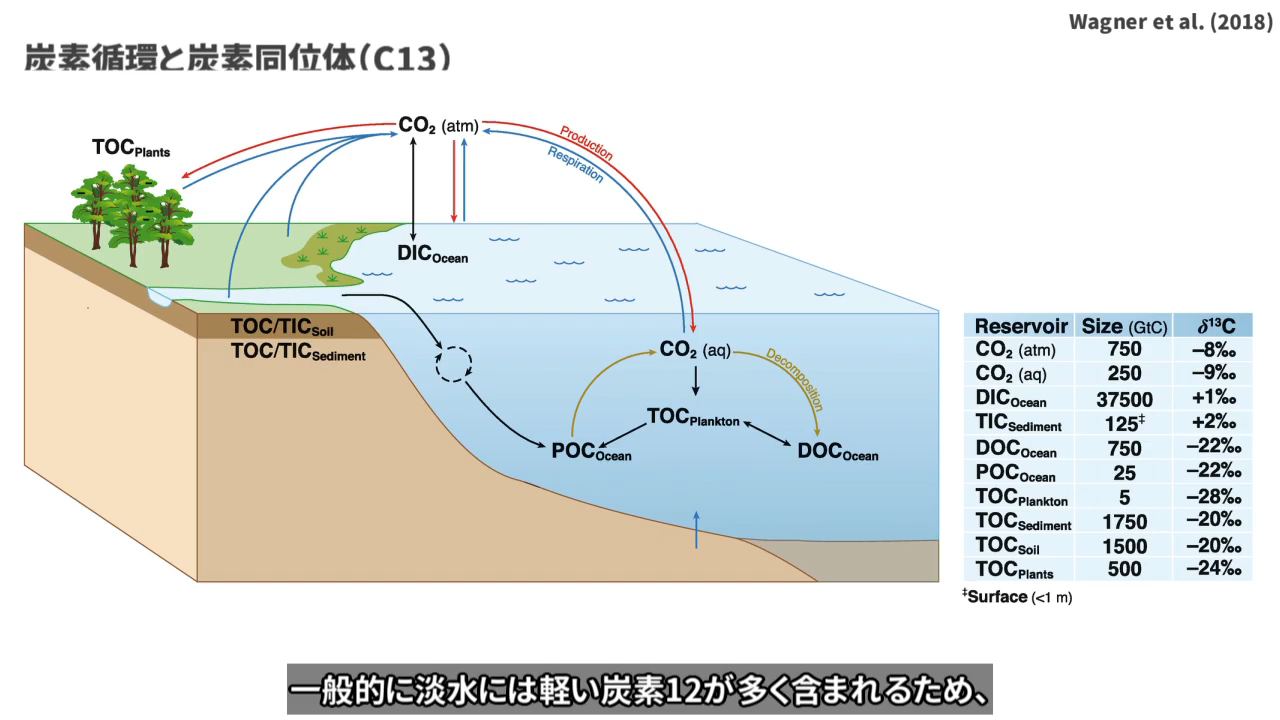 Wagner et al. (2018)
炭素循環と炭素同位体(C13)
CO₂ (atm)
TOCPlants
Production
Respiration
DICOcean
TOC/TICSoil
TOC/TICSediment
CO₂ (aq)
Decomposition
TOCPlankton
POCOcean
DOCOcean
Reservoir Size (GtC) δ¹³C
CO₂ (atm) 750 –8‰
CO₂ (aq) 250 –9‰
DICOcean 37500 +1‰
TICSediment 125‡ +2‰
DOCOcean 750 –22‰
POCOcean 25 –22‰
TOCPlankton 5 –28‰
TOCSediment 1750 –20‰
TOCSoil 1500 –20‰
TOCPlants 500 –24‰
‡Surface (<1 m)
一般的に淡水には軽い炭素12が多く含まれるため、